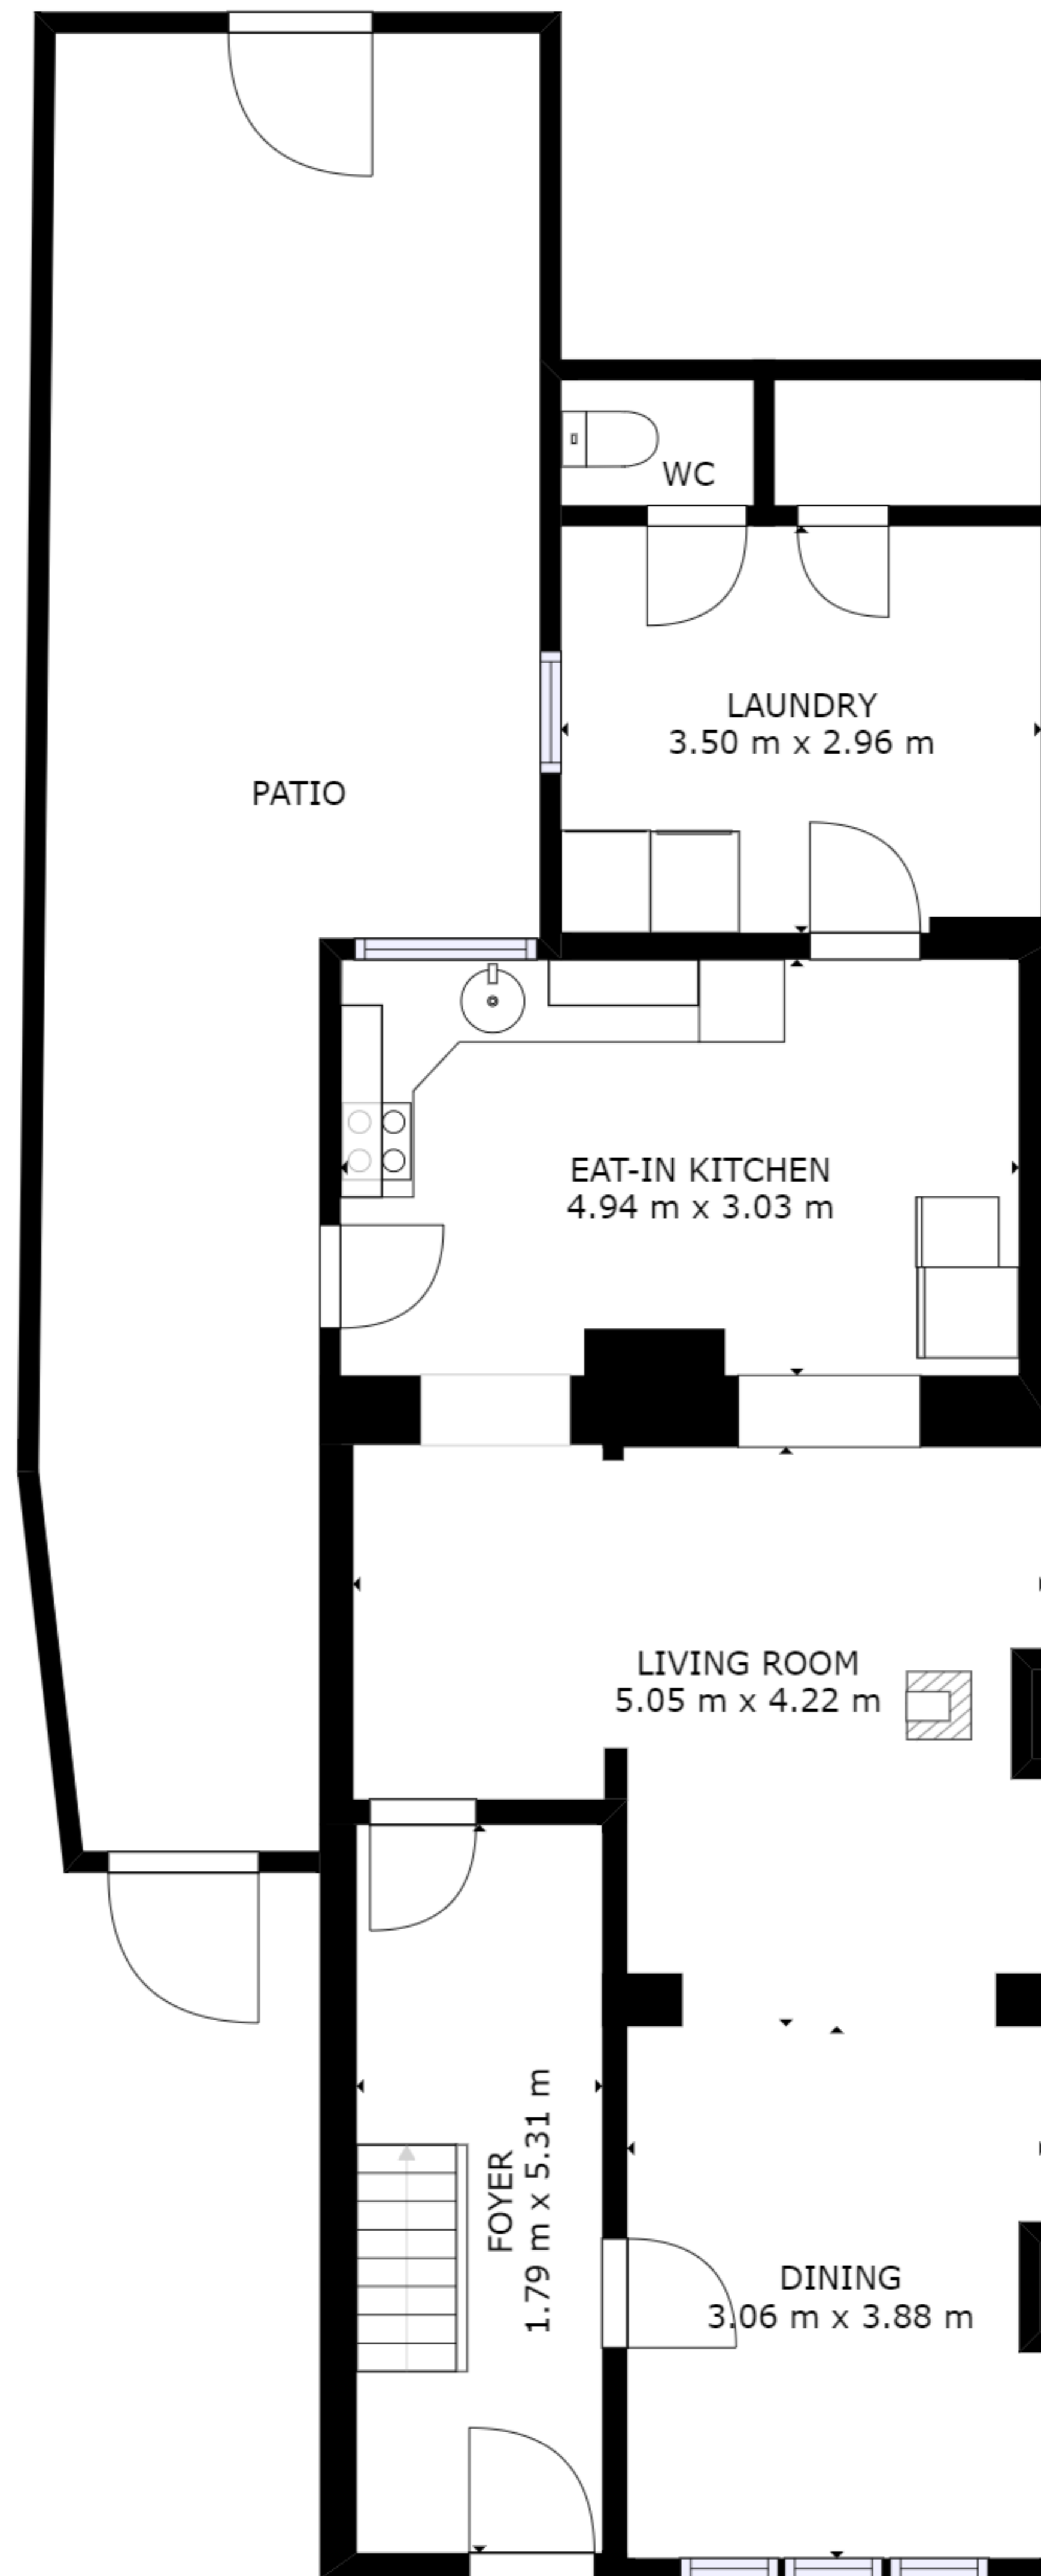 WC
LAUNDRY
3.50 m x 2.96 m
PATIO
EAT-IN KITCHEN
4.94 m x 3.03 m
LIVING ROOM
5.05 m x 4.22 m
FOYER
1.79 m x 5.31 m
DINING
3.06 m x 3.88 m